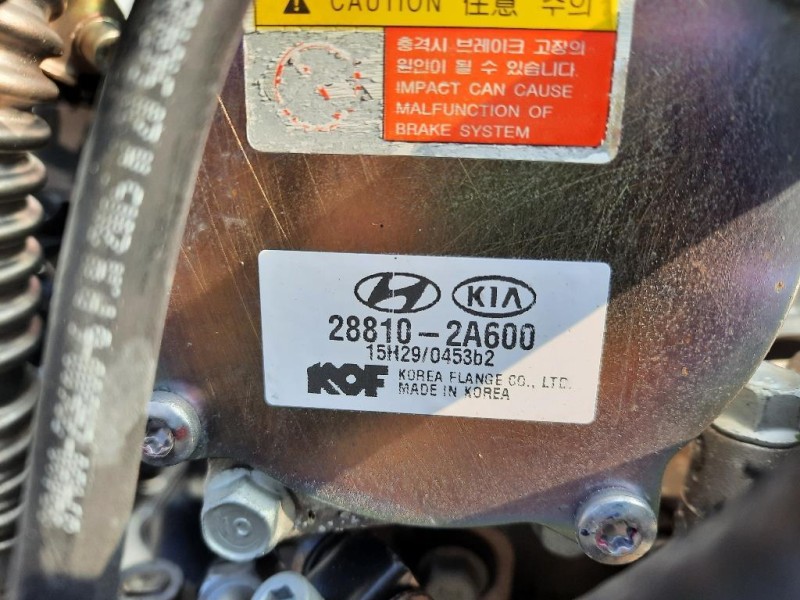 CAUTION 注意 주의
충격시 브레이크 고장의
원인이 될 수 있습니다.
IMPACT CAN CAUSE
MALFUNCTION OF
BRAKE SYSTEM
KIA
28810-2A600
15H29/0453b2
KOF KOREA FLANGE CO., LTD.
MADE IN KOREA
10